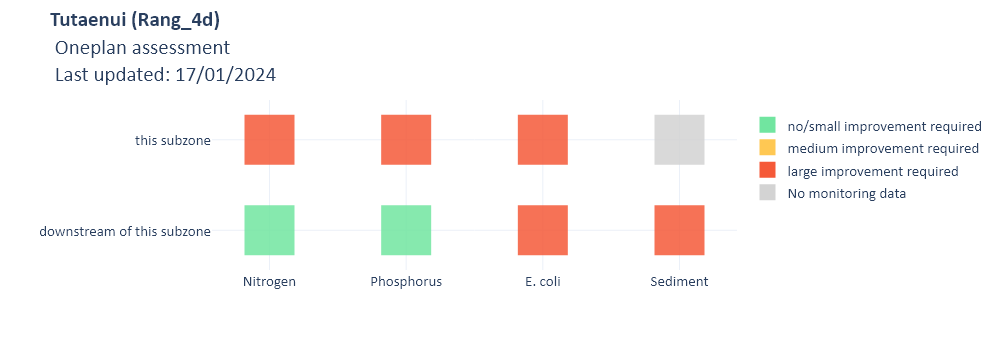 Tutaenui (Rang_4d)
Oneplan assessment
Last updated: 17/01/2024
this subzone
downstream of this subzone
Nitrogen
Phosphorus
E. coli
Sediment
no/small improvement required
medium improvement required
large improvement required
No monitoring data